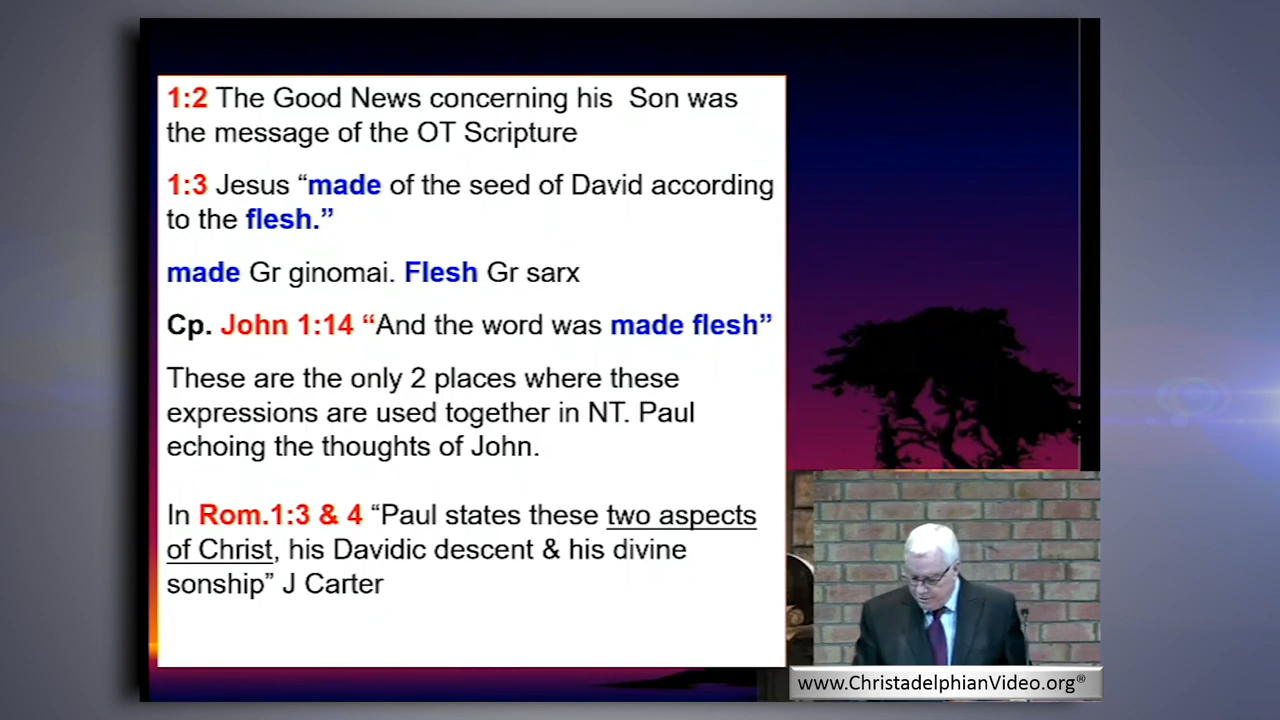 1:2 The Good News concerning his Son was
the message of the OT Scripture
1:3 Jesus “made of the seed of David according
to the flesh.”
made Gr ginomai. Flesh Gr sarx
Cp. John 1:14 “And the word was made flesh”
These are the only 2 places where these
expressions are used together in NT. Paul
echoing the thoughts of John.
In Rom.1:3 & 4 “Paul states these two aspects
of Christ, his Davidic descent & his divine
sonship” J Carter
www.ChristadelphianVideo.org®